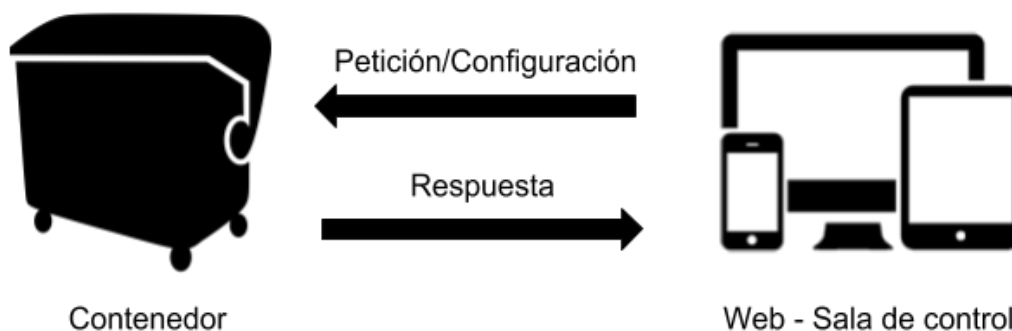 Petición/Configuración
Respuesta
Contenedor
Web - Sala de control